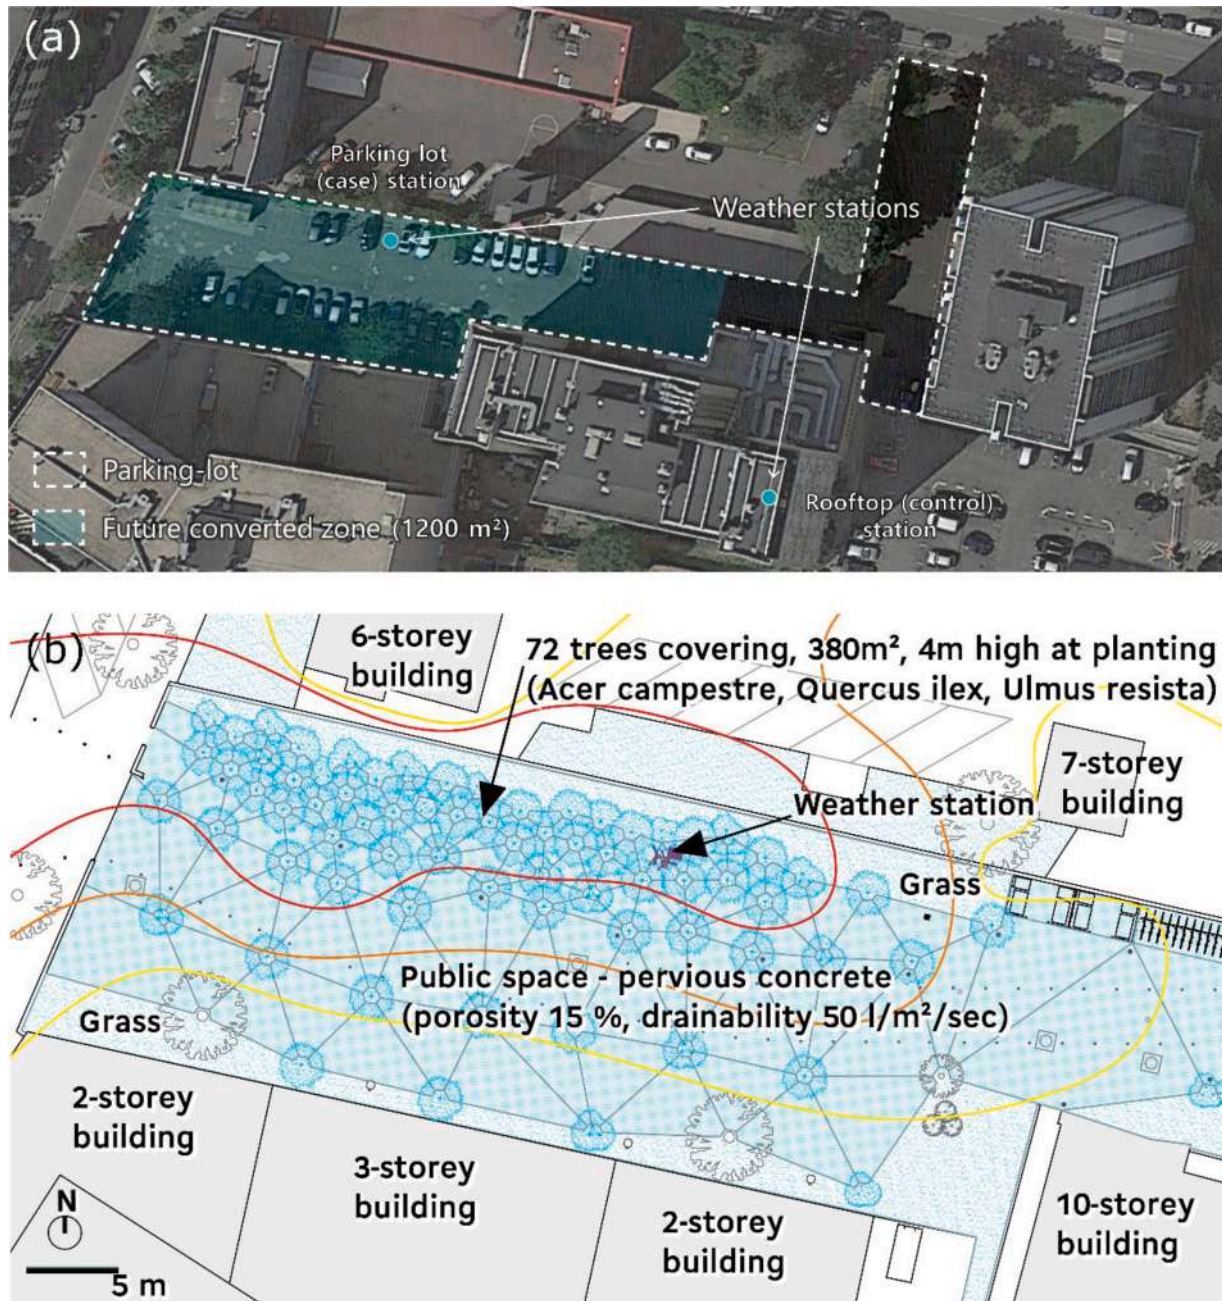 (a)
Parking lot
(case) station
Weather stations
Parking-lot
Future converted zone (1200 m²)
Rooftop (control)
station
(b)
6-storey
building
72 trees covering, 380m², 4m high at planting
(Acer campestre, Quercus ilex, Ulmus resista)
7-storey
building
Weather station
Grass
Public space - pervious concrete
(porosity 15 %, drainability 50 l/m²/sec)
Grass
2-storey
building
3-storey
building
2-storey
building
10-storey
building
N
5 m